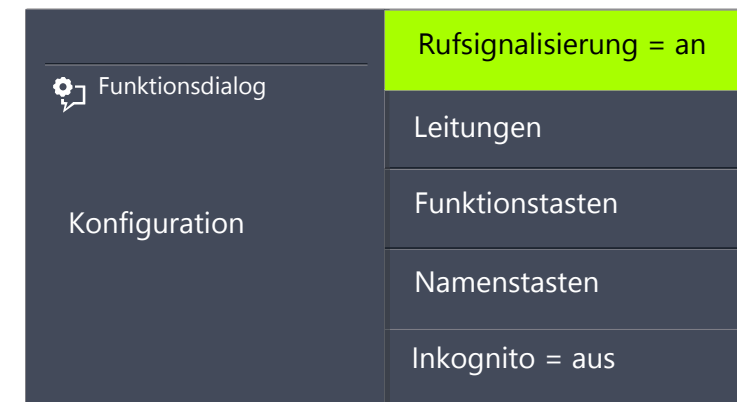 Funktionsdialog
Konfiguration
Rufsignalisierung = an
Leitungen
Funktionstasten
Namenstasten
Inkognito = aus